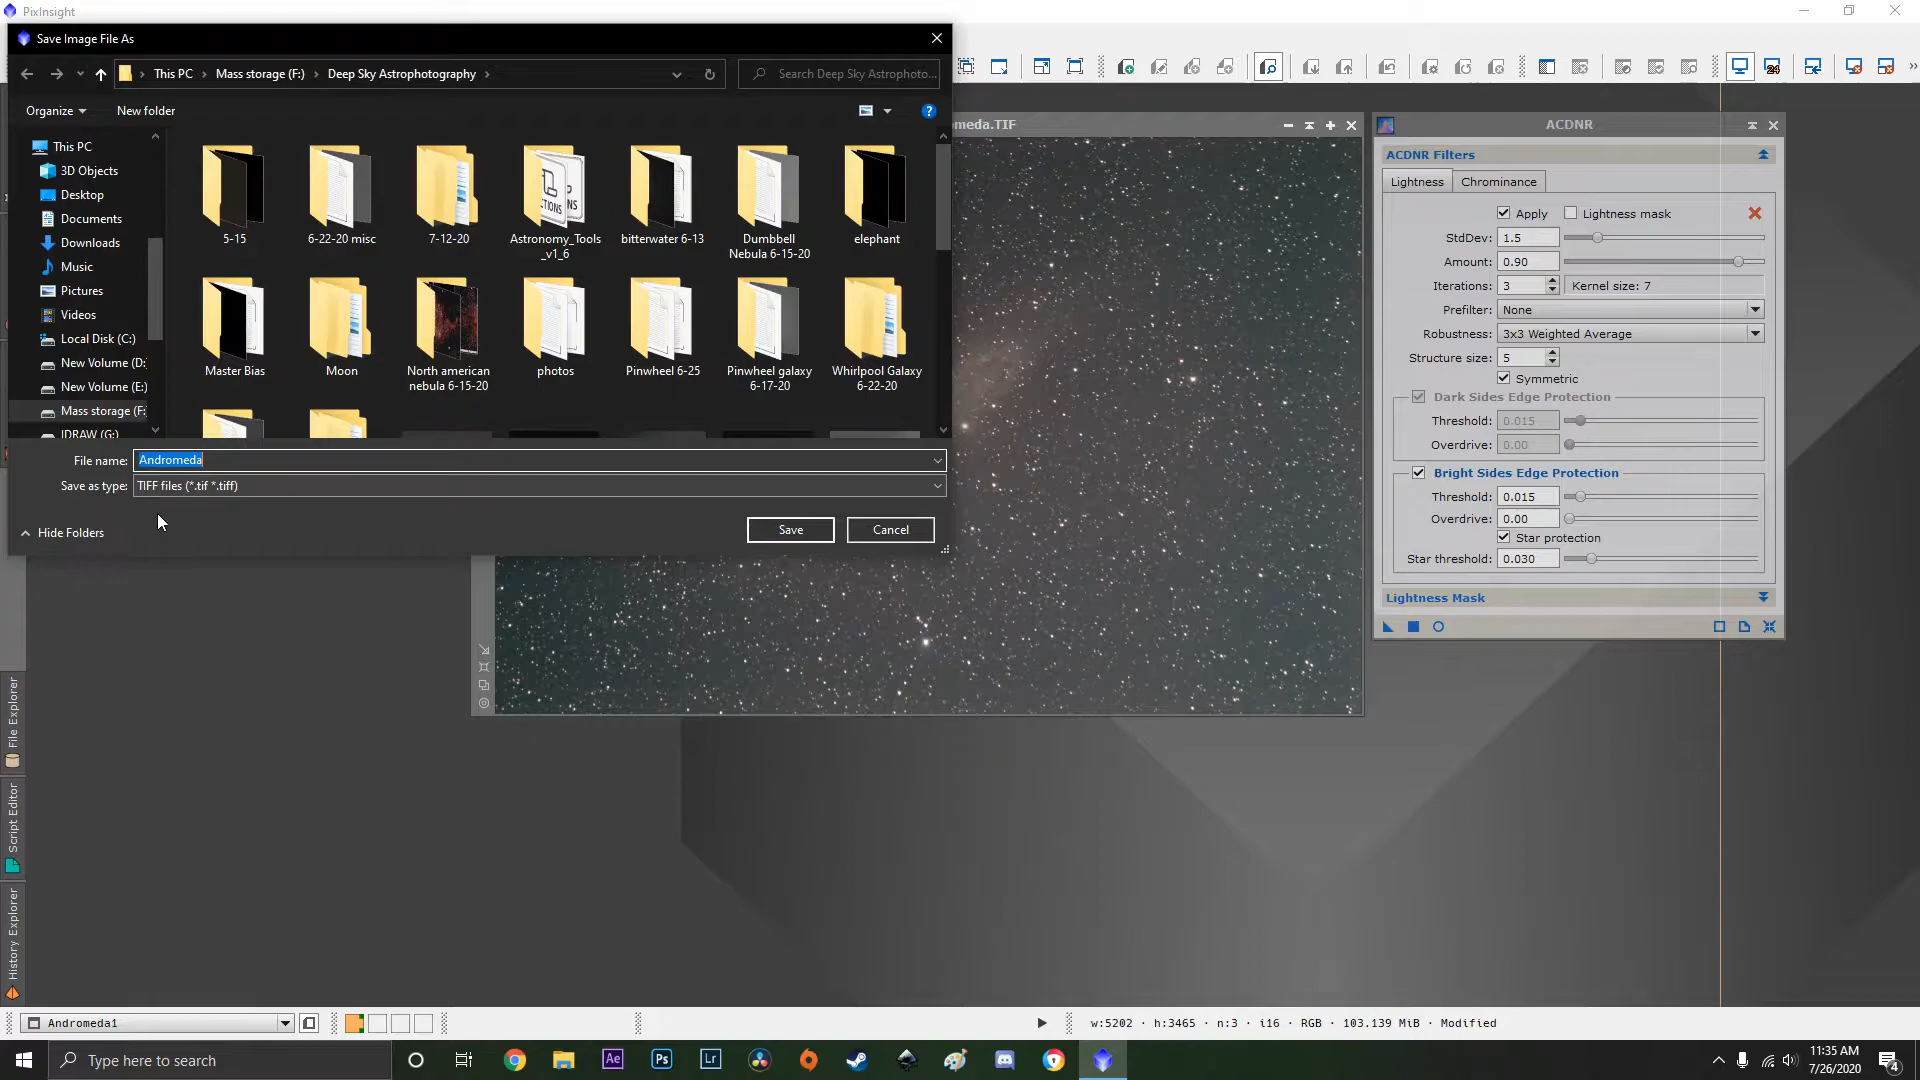 PixInsight
Save Image File As
This PC
Mass storage (F:)
Deep Sky Astrophotography
Search Deep Sky Astrophoto...
Organize
New folder
This PC
3D Objects
Desktop
Documents
Downloads
Music
Pictures
Videos
Local Disk (C:)
New Volume (D:
New Volume (E:)
Mass storage (F:
IDRAW (G:)
5-15
6-22-20 misc
7-12-20
Astronomy_Tools
_v1_6
bitterwater 6-13
Dumbbell
Nebula 6-15-20
elephant
Master Bias
Moon
North american
nebula 6-15-20
photos
Pinwheel 6-25
Pinwheel galaxy
6-17-20
Whirlpool Galaxy
6-22-20
File name: Andromeda
Save as type: TIFF files (*.tif *.tiff)
Hide Folders
Save
Cancel
meda.TIF
ACDNR
ACDNR Filters
Lightness
Chrominance
Apply
Lightness mask
StdDev: 1.5
Amount: 0.90
Iterations: 3
Kernel size: 7
Prefilter: None
Robustness: 3x3 Weighted Average
Structure size: 5
Symmetric
Dark Sides Edge Protection
Threshold: 0.015
Overdrive: 0.00
Bright Sides Edge Protection
Threshold: 0.015
Overdrive: 0.00
Star protection
Star threshold: 0.030
Lightness Mask
File Explorer
Script Editor
History Explorer
Andromeda1
w:5202 · h:3465 · n:3 · i16 · RGB · 103.139 MiB · Modified
Type here to search
Ae
Ps
Lr
11:35 AM
7/26/2020
4